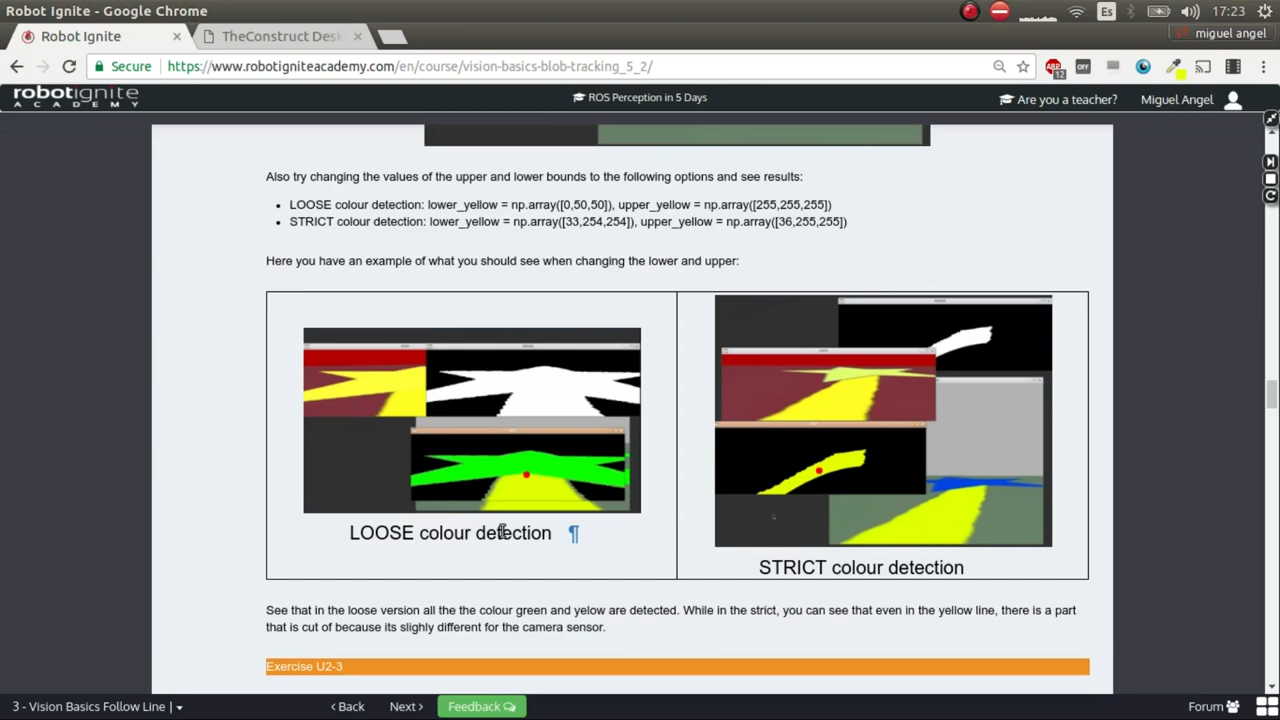 Robot Ignite - Google Chrome
Es
17:23
Robot Ignite
TheConstruct Desk
miguel angel
Secure
https://www.robotigniteacademy.com/en/course/vision-basics-blob-tracking_5_2/
ABP
12
OFF
robotignite
ACADEMY
ROS Perception in 5 Days
Are you a teacher?
Miguel Angel
Also try changing the values of the upper and lower bounds to the following options and see results:
• LOOSE colour detection: lower_yellow = np.array([0,50,50]), upper_yellow = np.array([255,255,255])
• STRICT colour detection: lower_yellow = np.array([33,254,254]), upper_yellow = np.array([36,255,255])
Here you have an example of what you should see when changing the lower and upper:
LOOSE colour detection ¶
STRICT colour detection
See that in the loose version all the the colour green and yelow are detected. While in the strict, you can see that even in the yellow line, there is a part
that is cut of because its slighly different for the camera sensor.
Exercise U2-3
3 - Vision Basics Follow Line |
Back
Next
Feedback
Forum